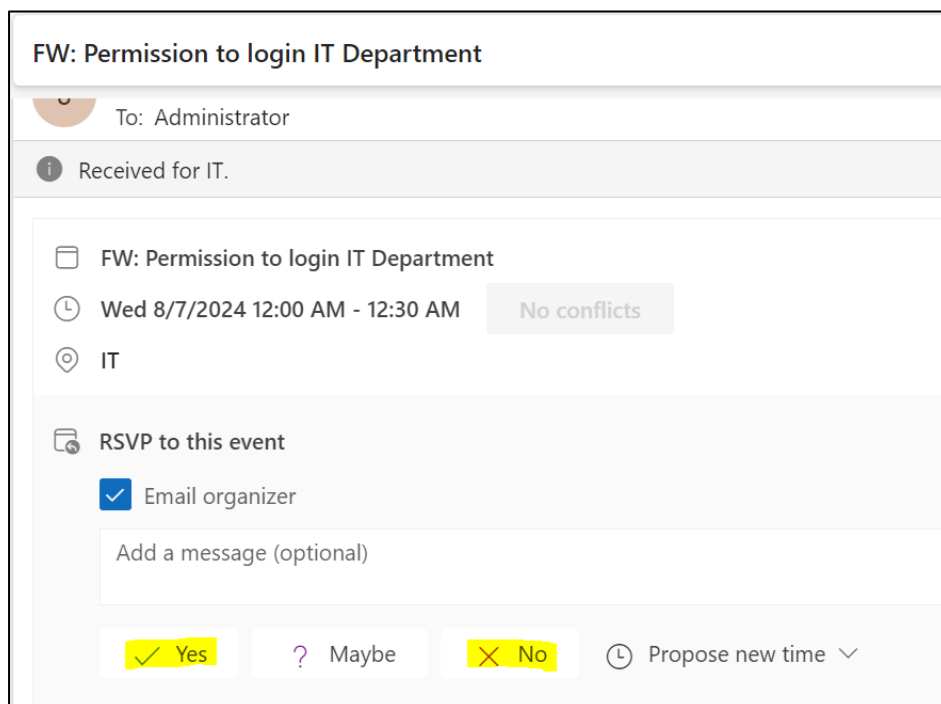 FW: Permission to login IT Department
To: Administrator
Received for IT.
FW: Permission to login IT Department
Wed 8/7/2024 12:00 AM - 12:30 AM No conflicts
IT
RSVP to this event
Email organizer
Add a message (optional)
Yes ? Maybe No Propose new time